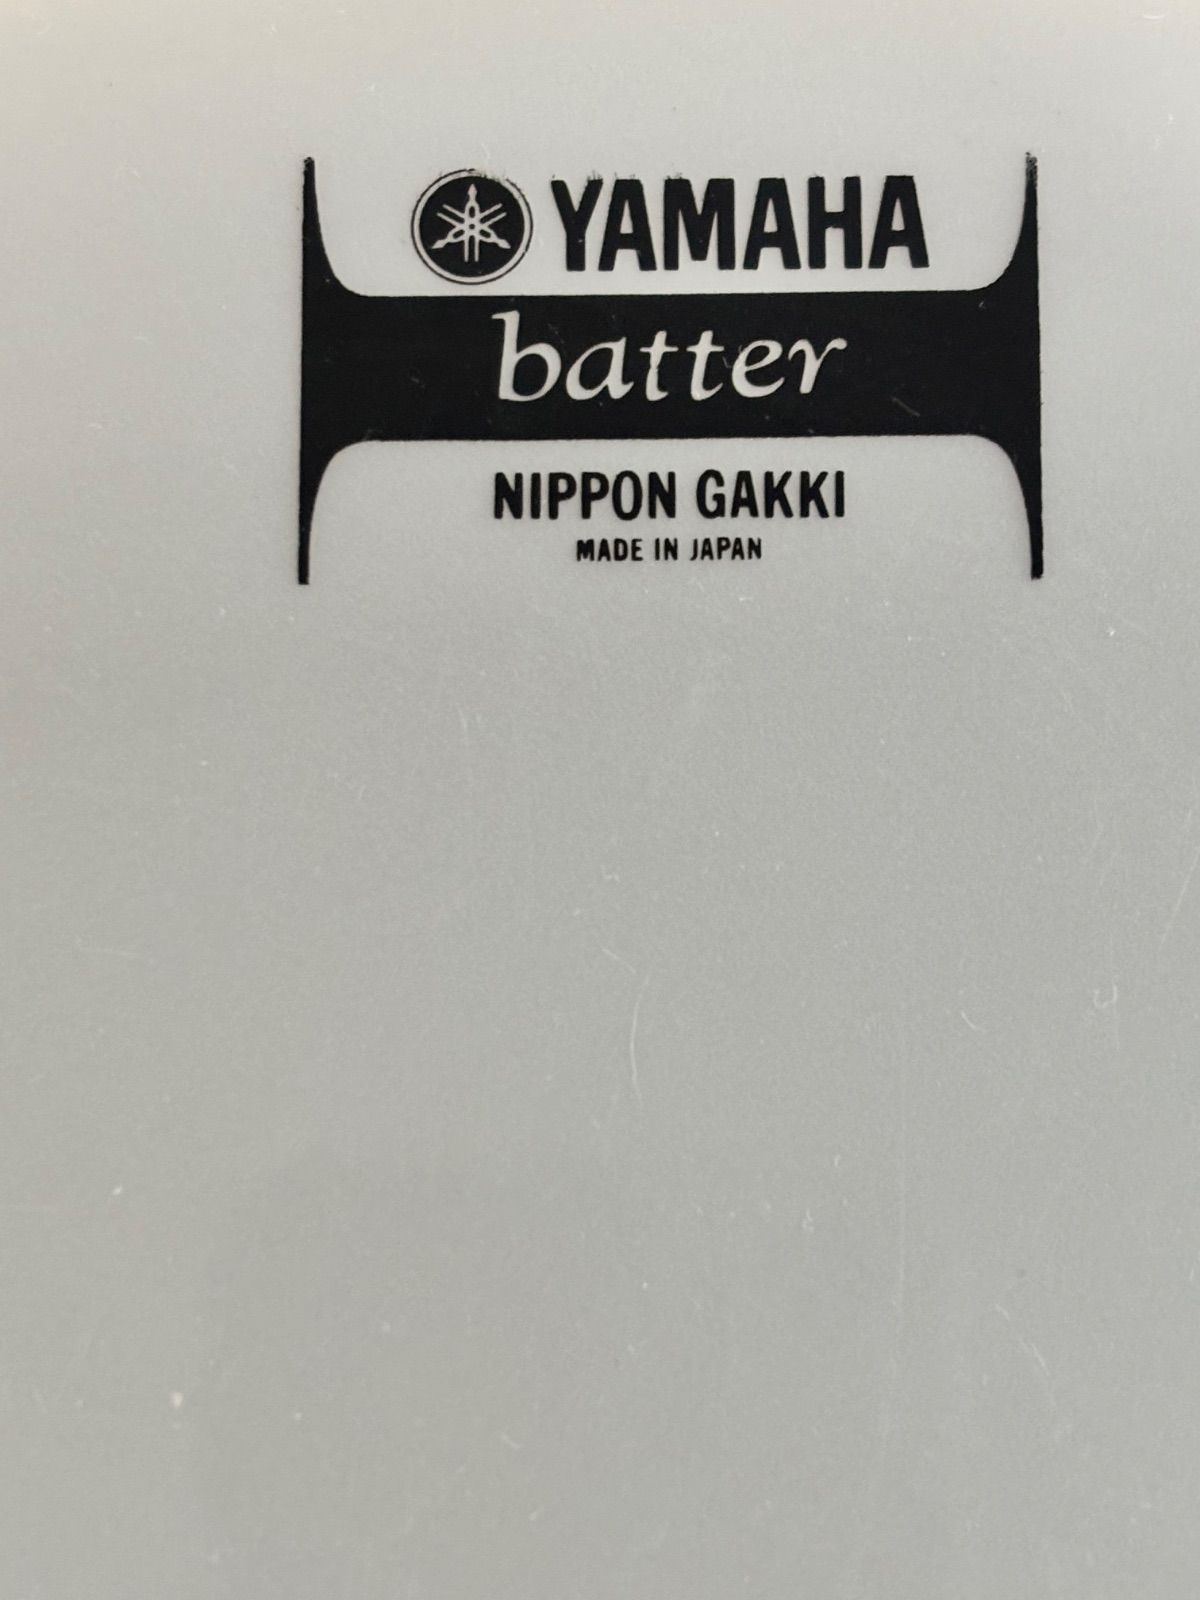 YAMAHA
batter
NIPPON GAKKI
MADE IN JAPAN